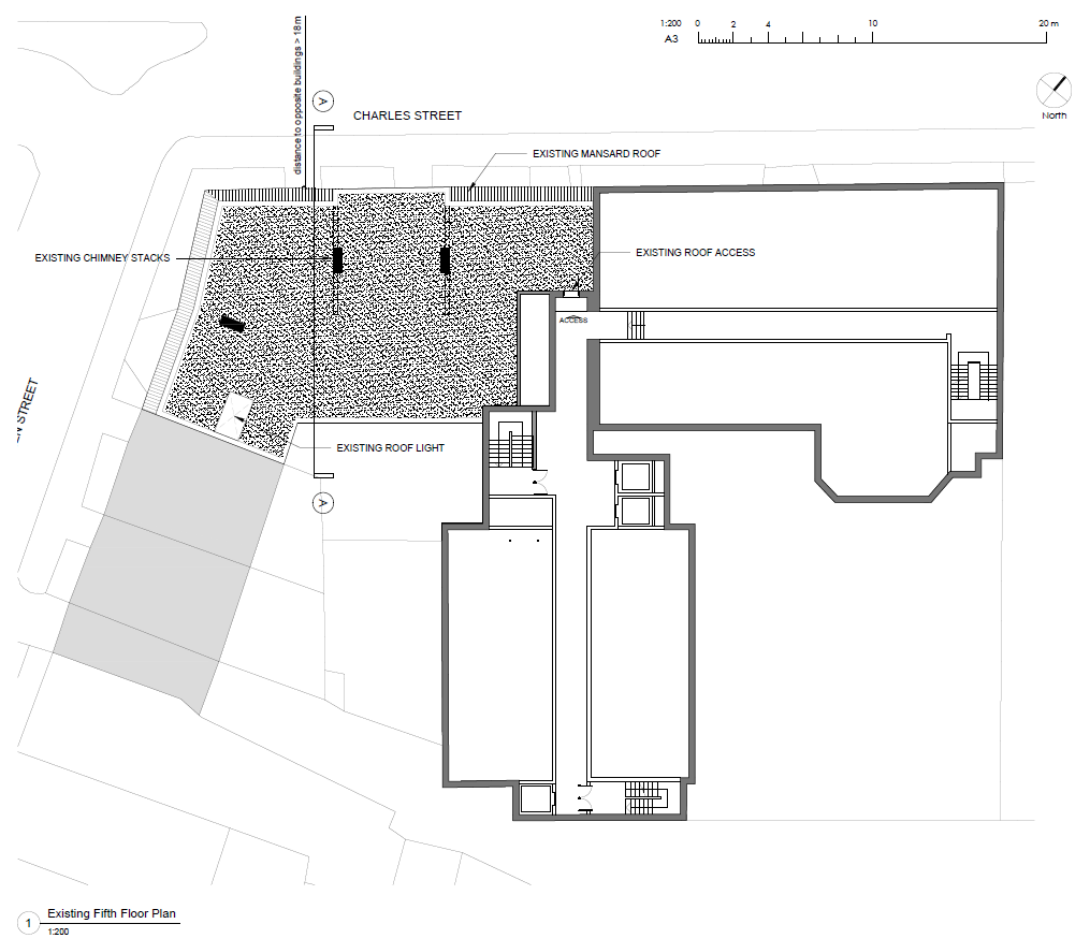 1:200 0 2 4 10 20 m
A3
distance to opposite buildings > 18m
A
CHARLES STREET
North
EXISTING MANSARD ROOF
EXISTING CHIMNEY STACKS
EXISTING ROOF ACCESS
ACCESS
N STREET
EXISTING ROOF LIGHT
A
1 Existing Fifth Floor Plan
1:200